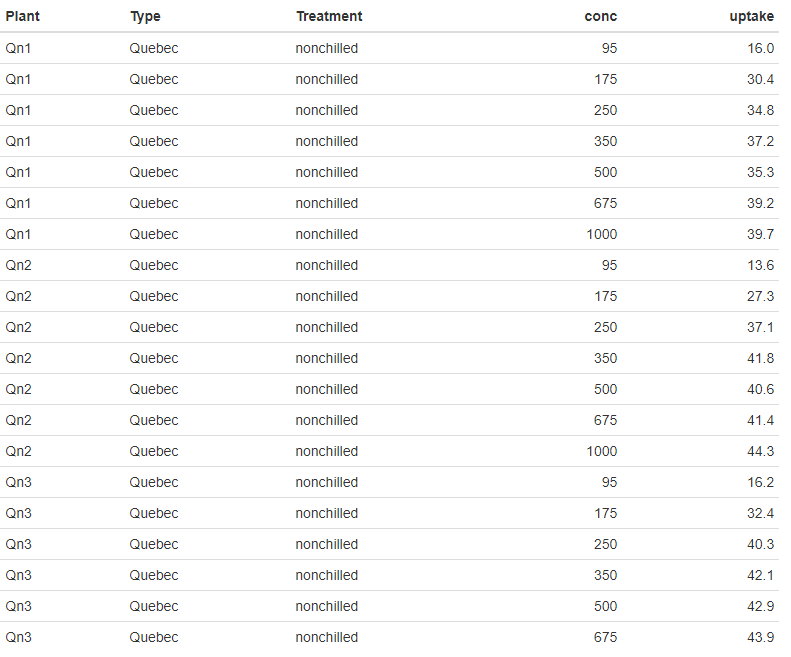 Plant Type Treatment conc uptake
Qn1 Quebec nonchilled 95 16.0
Qn1 Quebec nonchilled 175 30.4
Qn1 Quebec nonchilled 250 34.8
Qn1 Quebec nonchilled 350 37.2
Qn1 Quebec nonchilled 500 35.3
Qn1 Quebec nonchilled 675 39.2
Qn1 Quebec nonchilled 1000 39.7
Qn2 Quebec nonchilled 95 13.6
Qn2 Quebec nonchilled 175 27.3
Qn2 Quebec nonchilled 250 37.1
Qn2 Quebec nonchilled 350 41.8
Qn2 Quebec nonchilled 500 40.6
Qn2 Quebec nonchilled 675 41.4
Qn2 Quebec nonchilled 1000 44.3
Qn3 Quebec nonchilled 95 16.2
Qn3 Quebec nonchilled 175 32.4
Qn3 Quebec nonchilled 250 40.3
Qn3 Quebec nonchilled 350 42.1
Qn3 Quebec nonchilled 500 42.9
Qn3 Quebec nonchilled 675 43.9